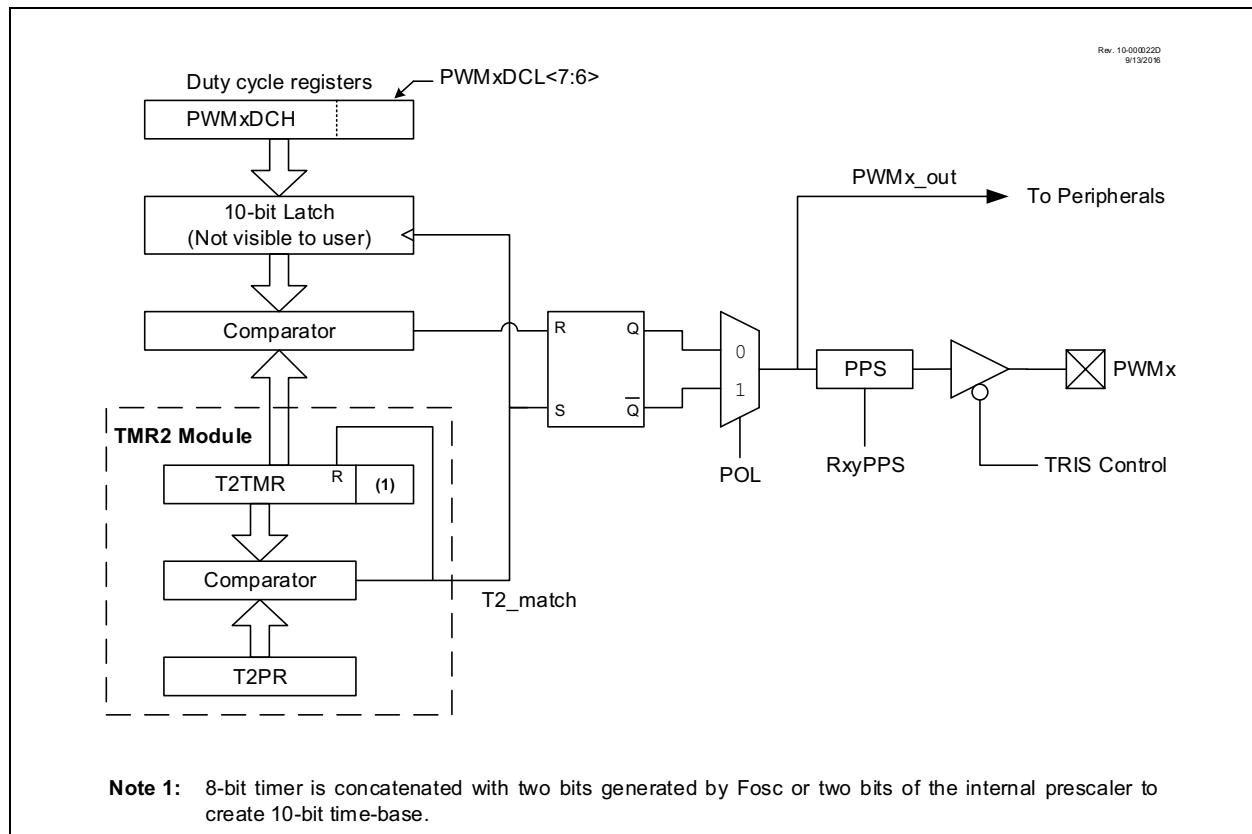 Rev. 10-000022D
9/13/2016
Duty cycle registers
PWMxDCL<7:6>
PWMxDCH
10-bit Latch
(Not visible to user)
Comparator
PWMx_out
To Peripherals
R
Q
S
Q̅
0
1
POL
PPS
RxyPPS
PWMx
TRIS Control
TMR2 Module
T2TMR
R
(1)
Comparator
T2_match
T2PR
Note 1: 8-bit timer is concatenated with two bits generated by Fosc or two bits of the internal prescaler to
create 10-bit time-base.